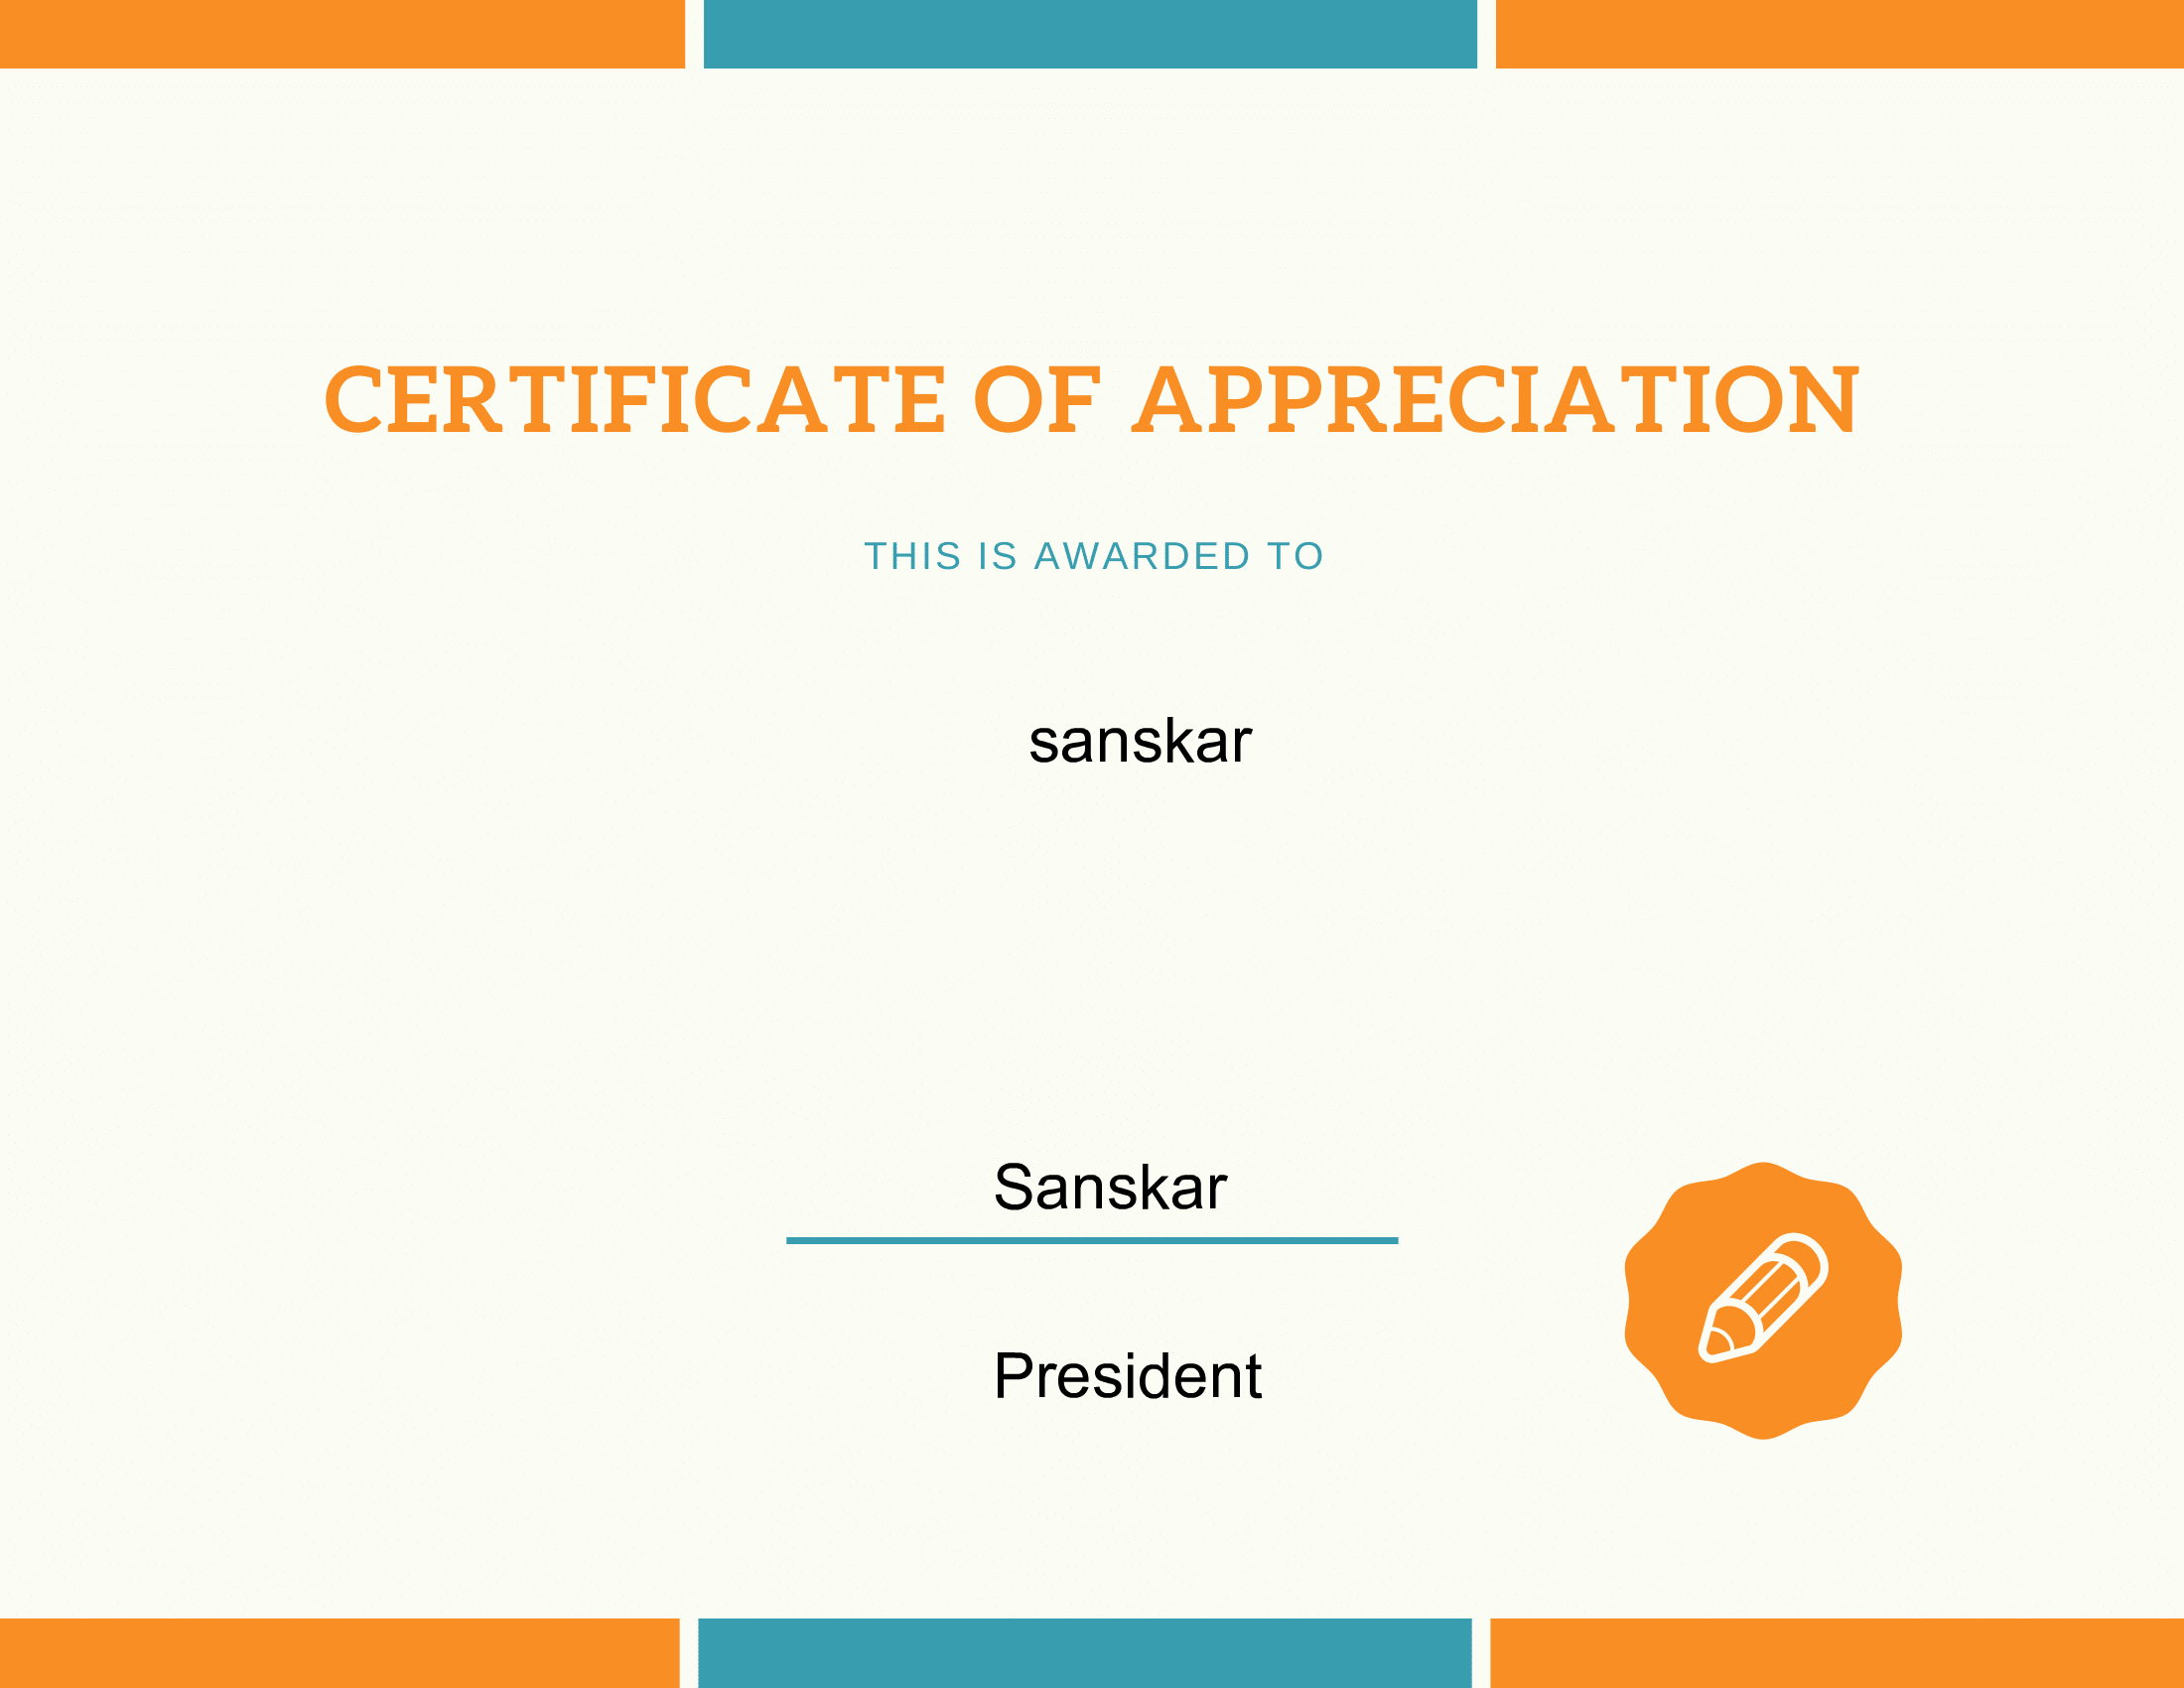 CERTIFICATE OF APPRECIATION
THIS IS AWARDED TO
sanskar
Sanskar
President